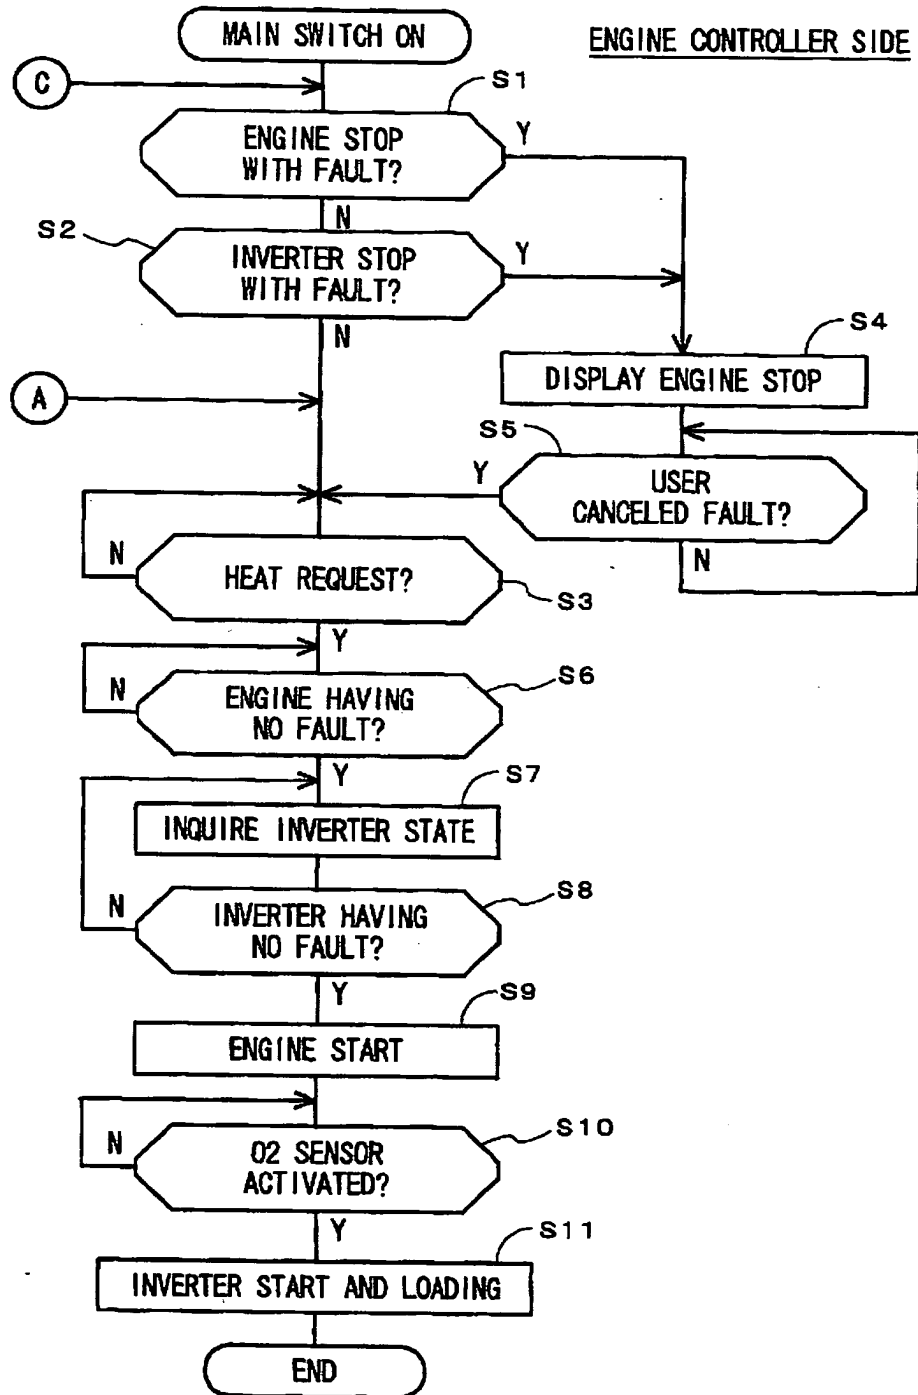 MAIN SWITCH ON
ENGINE CONTROLLER SIDE
C
S1
ENGINE STOP
WITH FAULT?
Y
N
S2
INVERTER STOP
WITH FAULT?
Y
N
S4
DISPLAY ENGINE STOP
A
S5
USER
CANCELED FAULT?
Y
N
HEAT REQUEST?
N
S3
Y
S6
ENGINE HAVING
NO FAULT?
N
Y
S7
INQUIRE INVERTER STATE
S8
INVERTER HAVING
NO FAULT?
N
Y
S9
ENGINE START
S10
O2 SENSOR
ACTIVATED?
N
Y
S11
INVERTER START AND LOADING
END